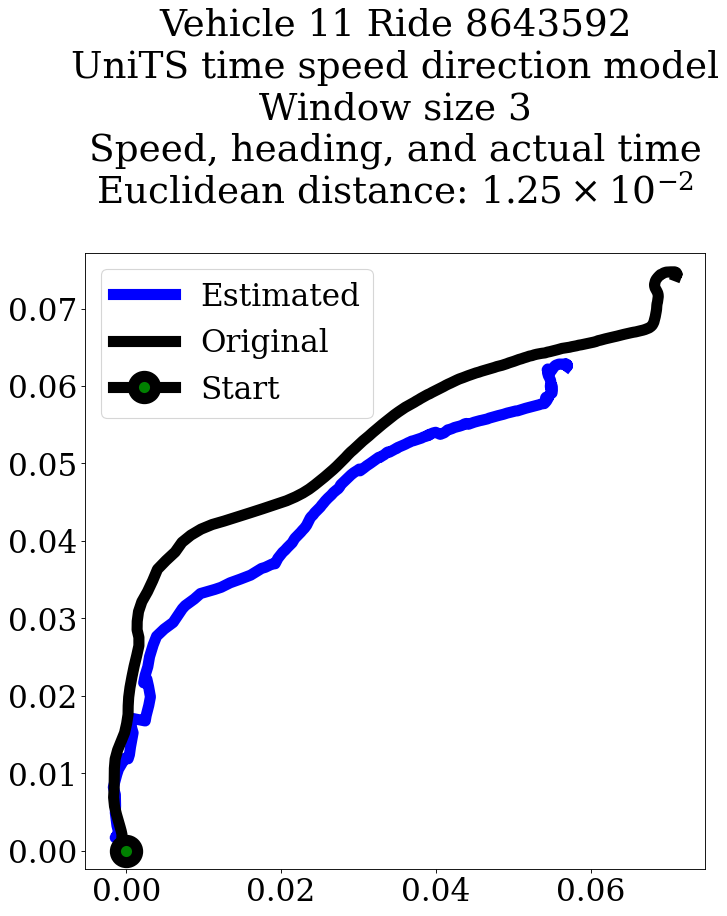 Vehicle 11 Ride 8643592
UniTS time speed direction model
Window size 3
Speed, heading, and actual time
Euclidean distance: 1.25 × 10⁻²
Estimated
Original
Start
0.07
0.06
0.05
0.04
0.03
0.02
0.01
0.00
0.00 0.02 0.04 0.06